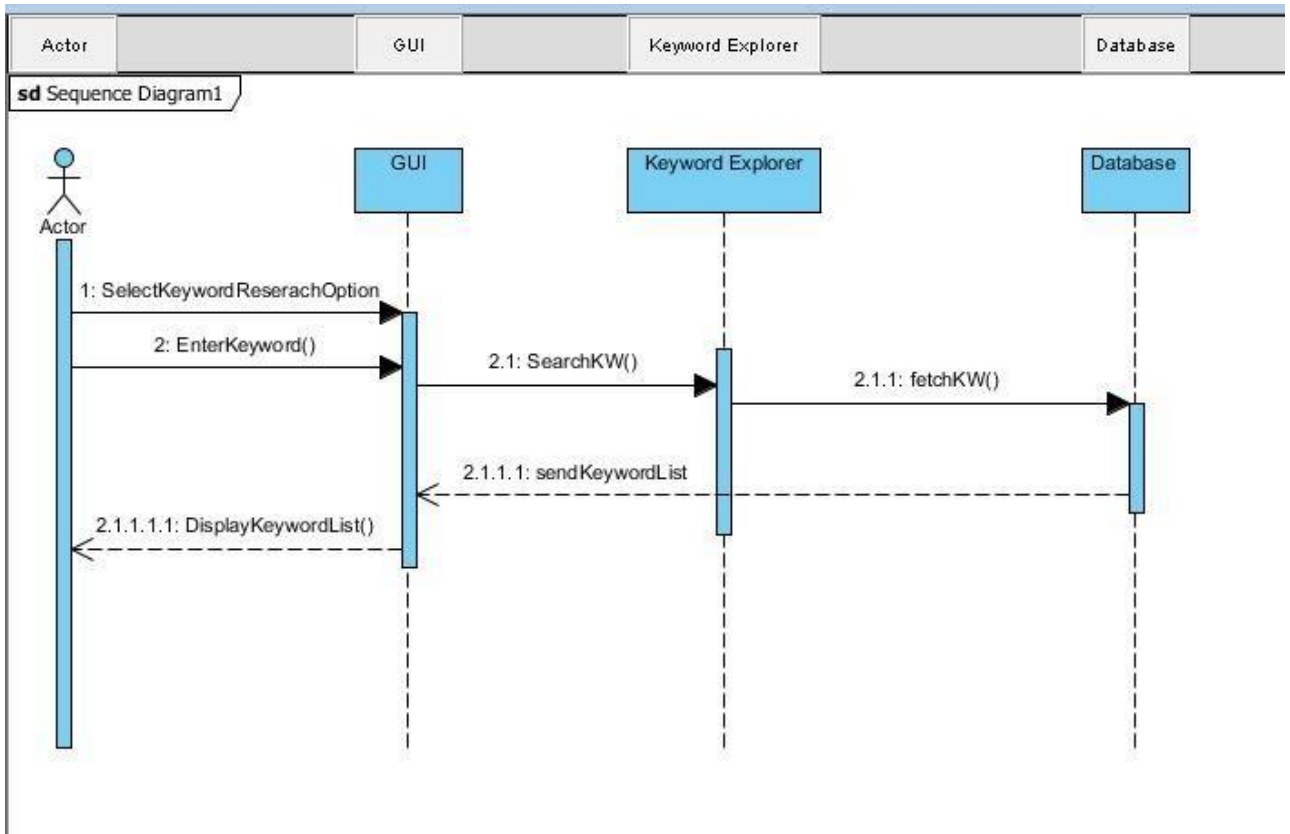 Actor
GUI
Keyword Explorer
Database
sd Sequence Diagram1
GUI
Keyword Explorer
Database
Actor
1: SelectKeywordReserachOption
2: EnterKeyword()
2.1: SearchKW()
2.1.1: fetchKW()
2.1.1.1: sendKeywordList
2.1.1.1.1: DisplayKeywordList()